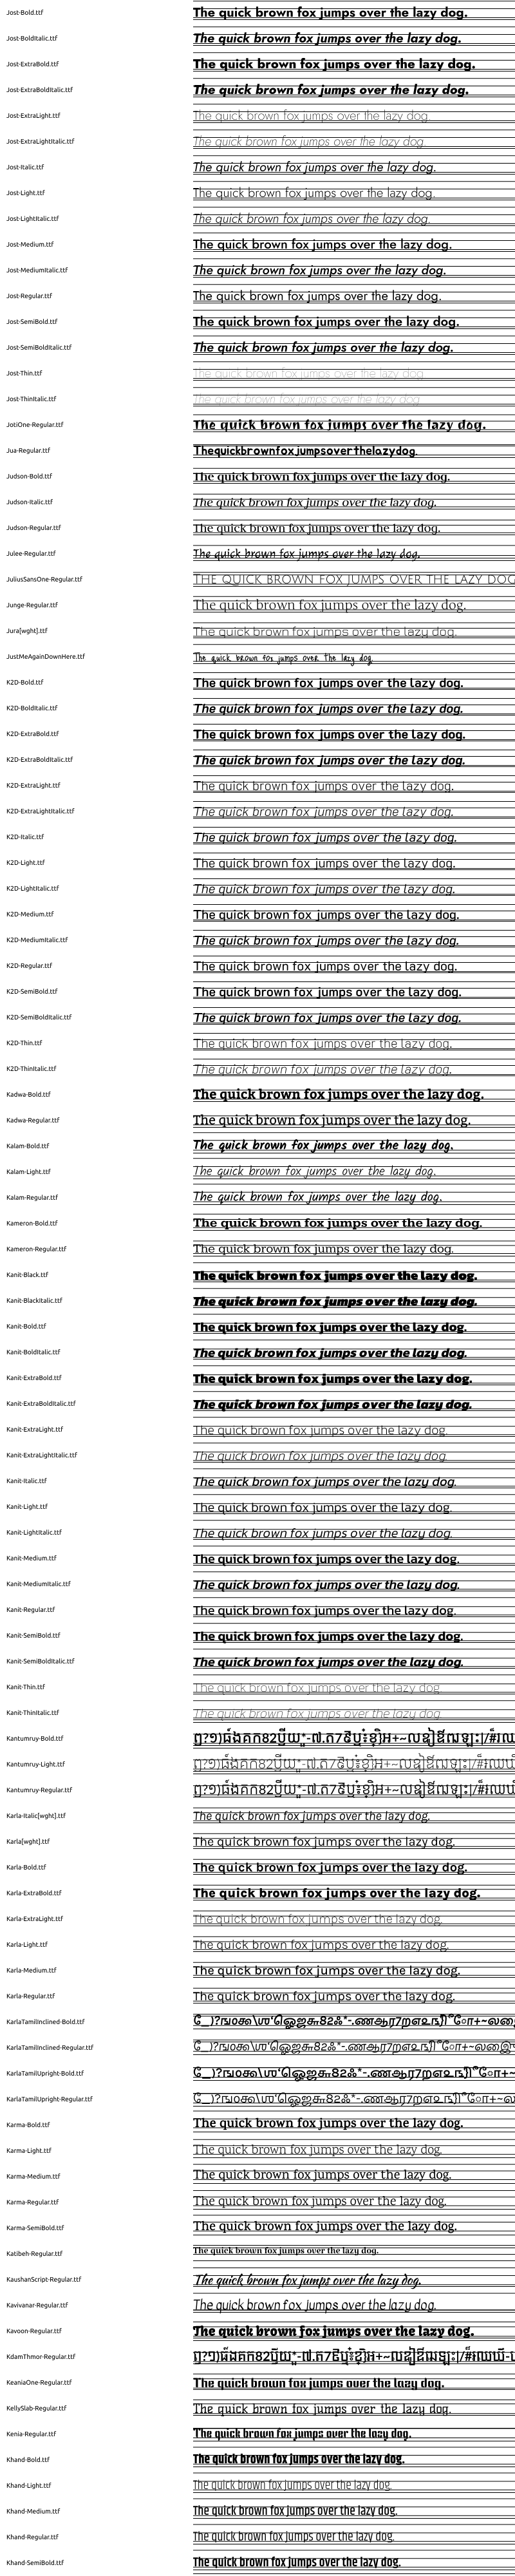 Jost-Bold.ttf The quick brown fox jumps over the lazy dog.
Jost-BoldItalic.ttf The quick brown fox jumps over the lazy dog.
Jost-ExtraBold.ttf The quick brown fox jumps over the lazy dog.
Jost-ExtraBoldItalic.ttf The quick brown fox jumps over the lazy dog.
Jost-ExtraLight.ttf The quick brown fox jumps over the lazy dog.
Jost-ExtraLightItalic.ttf The quick brown fox jumps over the lazy dog.
Jost-Italic.ttf The quick brown fox jumps over the lazy dog.
Jost-Light.ttf The quick brown fox jumps over the lazy dog.
Jost-LightItalic.ttf The quick brown fox jumps over the lazy dog.
Jost-Medium.ttf The quick brown fox jumps over the lazy dog.
Jost-MediumItalic.ttf The quick brown fox jumps over the lazy dog.
Jost-Regular.ttf The quick brown fox jumps over the lazy dog.
Jost-SemiBold.ttf The quick brown fox jumps over the lazy dog.
Jost-SemiBoldItalic.ttf The quick brown fox jumps over the lazy dog.
Jost-Thin.ttf The quick brown fox jumps over the lazy dog.
Jost-ThinItalic.ttf The quick brown fox jumps over the lazy dog.
JotiOne-Regular.ttf The quick brown fox jumps over the lazy dog.
Jua-Regular.ttf Thequickbrownfoxjumpsoverthelazydog.
Judson-Bold.ttf The quick brown fox jumps over the lazy dog.
Judson-Italic.ttf The quick brown fox jumps over the lazy dog.
Judson-Regular.ttf The quick brown fox jumps over the lazy dog.
Julee-Regular.ttf The quick brown fox jumps over the lazy dog.
JuliusSansOne-Regular.ttf The quick brown fox jumps over the lazy dog
Junge-Regular.ttf The quick brown fox jumps over the lazy dog.
Jura[wght].ttf The quick brown fox jumps over the lazy dog.
JustMeAgainDownHere.ttf The quick brown fox jumps over the lazy dog.
K2D-Bold.ttf The quick brown fox jumps over the lazy dog.
K2D-BoldItalic.ttf The quick brown fox jumps over the lazy dog.
K2D-ExtraBold.ttf The quick brown fox jumps over the lazy dog.
K2D-ExtraBoldItalic.ttf The quick brown fox jumps over the lazy dog.
K2D-ExtraLight.ttf The quick brown fox jumps over the lazy dog.
K2D-ExtraLightItalic.ttf The quick brown fox jumps over the lazy dog.
K2D-Italic.ttf The quick brown fox jumps over the lazy dog.
K2D-Light.ttf The quick brown fox jumps over the lazy dog.
K2D-LightItalic.ttf The quick brown fox jumps over the lazy dog.
K2D-Medium.ttf The quick brown fox jumps over the lazy dog.
K2D-MediumItalic.ttf The quick brown fox jumps over the lazy dog.
K2D-Regular.ttf The quick brown fox jumps over the lazy dog.
K2D-SemiBold.ttf The quick brown fox jumps over the lazy dog.
K2D-SemiBoldItalic.ttf The quick brown fox jumps over the lazy dog.
K2D-Thin.ttf The quick brown fox jumps over the lazy dog.
K2D-ThinItalic.ttf The quick brown fox jumps over the lazy dog.
Kadwa-Bold.ttf The quick brown fox jumps over the lazy dog.
Kadwa-Regular.ttf The quick brown fox jumps over the lazy dog.
Kalam-Bold.ttf The quick brown fox jumps over the lazy dog.
Kalam-Light.ttf The quick brown fox jumps over the lazy dog.
Kalam-Regular.ttf The quick brown fox jumps over the lazy dog.
Kameron-Bold.ttf The quick brown fox jumps over the lazy dog.
Kameron-Regular.ttf The quick brown fox jumps over the lazy dog.
Kanit-Black.ttf The quick brown fox jumps over the lazy dog.
Kanit-BlackItalic.ttf The quick brown fox jumps over the lazy dog.
Kanit-Bold.ttf The quick brown fox jumps over the lazy dog.
Kanit-BoldItalic.ttf The quick brown fox jumps over the lazy dog.
Kanit-ExtraBold.ttf The quick brown fox jumps over the lazy dog.
Kanit-ExtraBoldItalic.ttf The quick brown fox jumps over the lazy dog.
Kanit-ExtraLight.ttf The quick brown fox jumps over the lazy dog.
Kanit-ExtraLightItalic.ttf The quick brown fox jumps over the lazy dog.
Kanit-Italic.ttf The quick brown fox jumps over the lazy dog.
Kanit-Light.ttf The quick brown fox jumps over the lazy dog.
Kanit-LightItalic.ttf The quick brown fox jumps over the lazy dog.
Kanit-Medium.ttf The quick brown fox jumps over the lazy dog.
Kanit-MediumItalic.ttf The quick brown fox jumps over the lazy dog.
Kanit-Regular.ttf The quick brown fox jumps over the lazy dog.
Kanit-SemiBold.ttf The quick brown fox jumps over the lazy dog.
Kanit-SemiBoldItalic.ttf The quick brown fox jumps over the lazy dog.
Kanit-Thin.ttf The quick brown fox jumps over the lazy dog.
Kanit-ThinItalic.ttf The quick brown fox jumps over the lazy dog.
Kantumruy-Bold.ttf
Kantumruy-Light.ttf
Kantumruy-Regular.ttf
Karla-Italic[wght].ttf The quick brown fox jumps over the lazy dog.
Karla[wght].ttf The quick brown fox jumps over the lazy dog.
Karla-Bold.ttf The quick brown fox jumps over the lazy dog.
Karla-ExtraBold.ttf The quick brown fox jumps over the lazy dog.
Karla-ExtraLight.ttf The quick brown fox jumps over the lazy dog.
Karla-Light.ttf The quick brown fox jumps over the lazy dog.
Karla-Medium.ttf The quick brown fox jumps over the lazy dog.
Karla-Regular.ttf The quick brown fox jumps over the lazy dog.
KarlaTamilInclined-Bold.ttf
KarlaTamilInclined-Regular.ttf
KarlaTamilUpright-Bold.ttf
KarlaTamilUpright-Regular.ttf
Karma-Bold.ttf The quick brown fox jumps over the lazy dog.
Karma-Light.ttf The quick brown fox jumps over the lazy dog.
Karma-Medium.ttf The quick brown fox jumps over the lazy dog.
Karma-Regular.ttf The quick brown fox jumps over the lazy dog.
Karma-SemiBold.ttf The quick brown fox jumps over the lazy dog.
Katibeh-Regular.ttf The quick brown fox jumps over the lazy dog.
KaushanScript-Regular.ttf The quick brown fox jumps over the lazy dog.
Kavivanar-Regular.ttf The quick brown fox jumps over the lazy dog.
Kavoon-Regular.ttf The quick brown fox jumps over the lazy dog.
KdamThmor-Regular.ttf
KeaniaOne-Regular.ttf The quick brown fox jumps over the lazy dog.
KellySlab-Regular.ttf The quick brown fox jumps over the lazy dog.
Kenia-Regular.ttf The quick brown fox jumps over the lazy dog.
Khand-Bold.ttf The quick brown fox jumps over the lazy dog.
Khand-Light.ttf The quick brown fox jumps over the lazy dog.
Khand-Medium.ttf The quick brown fox jumps over the lazy dog.
Khand-Regular.ttf The quick brown fox jumps over the lazy dog.
Khand-SemiBold.ttf The quick brown fox jumps over the lazy dog.